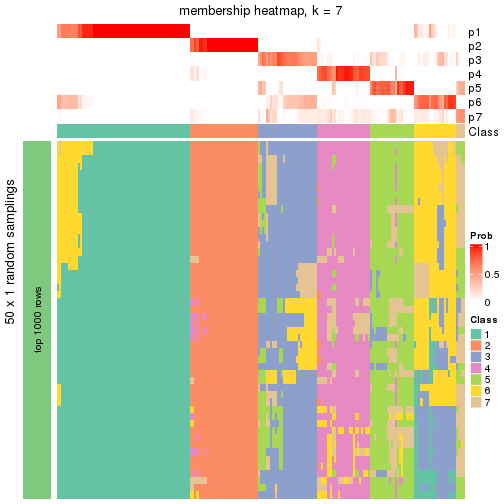 membership heatmap, k = 7
p1
p2
p3
p4
p5
p6
p7
Class
50 x 1 random samplings
top 1000 rows
Prob
1
0.5
0
Class
1
2
3
4
5
6
7